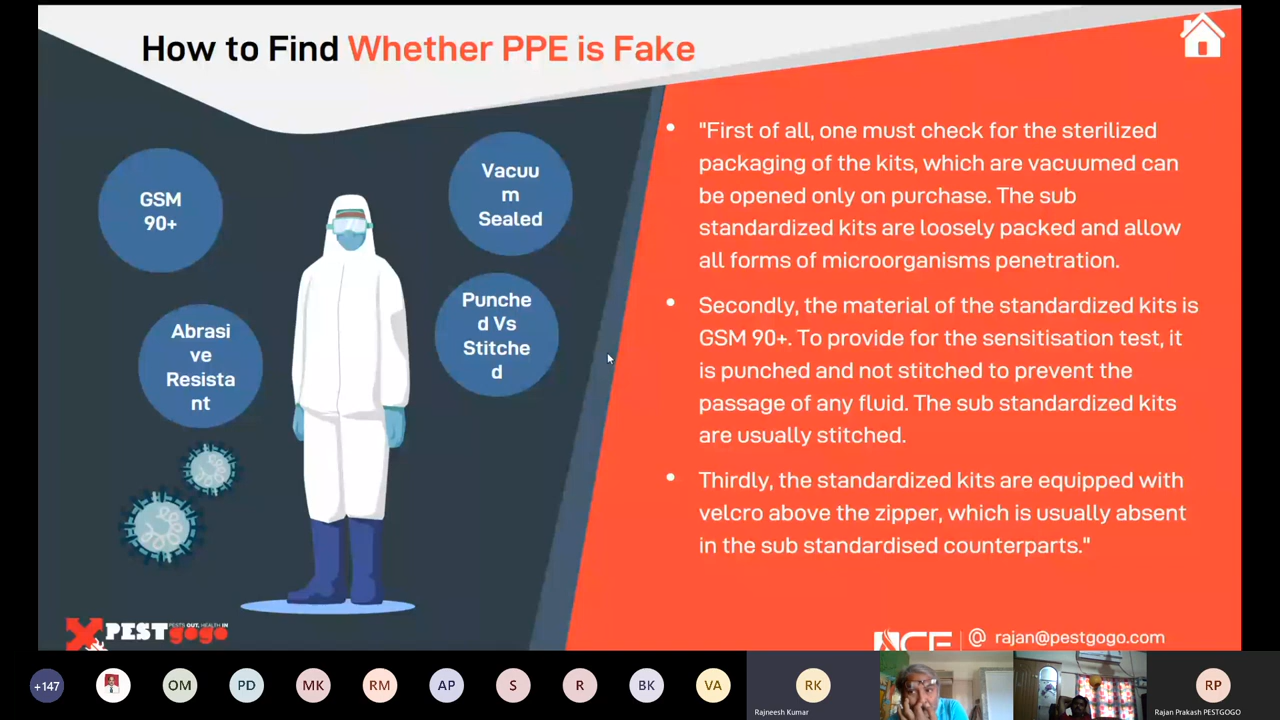 How to Find Whether PPE is Fake
GSM
90+
Vacuu
m
Sealed
Abrasi
ve
Resista
nt
Punche
d Vs
Stitche
d
• "First of all, one must check for the sterilized
packaging of the kits, which are vacuumed can
be opened only on purchase. The sub
standardized kits are loosely packed and allow
all forms of microorganisms penetration.
• Secondly, the material of the standardized kits is
GSM 90+. To provide for the sensitisation test, it
is punched and not stitched to prevent the
passage of any fluid. The sub standardized kits
are usually stitched.
• Thirdly, the standardized kits are equipped with
velcro above the zipper, which is usually absent
in the sub standardised counterparts."
PESTS OUT, HEALTH IN
PESTgogo
@ rajan@pestgogo.com
+147
OM
PD
MK
RM
AP
S
R
BK
VA
RK
Rajneesh Kumar
RP
Rajan Prakash PESTGOGO